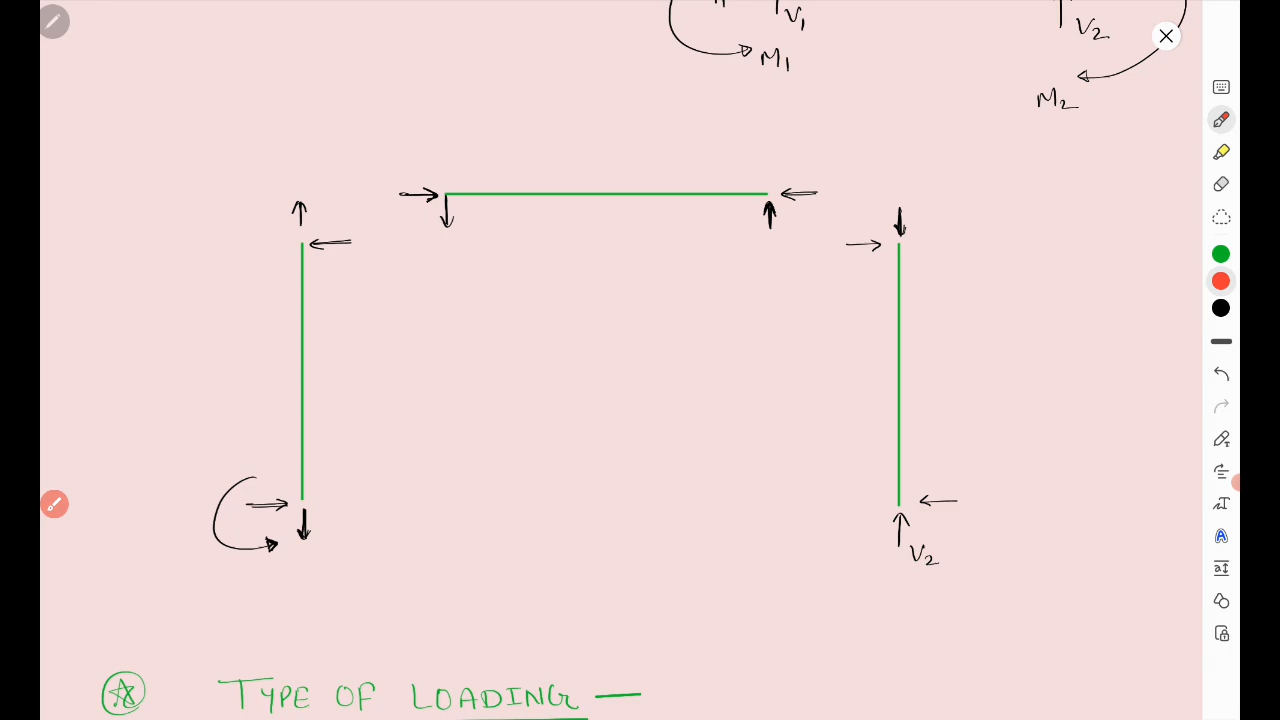 V1
M1
V2
M2
V2
TYPE OF LOADING —